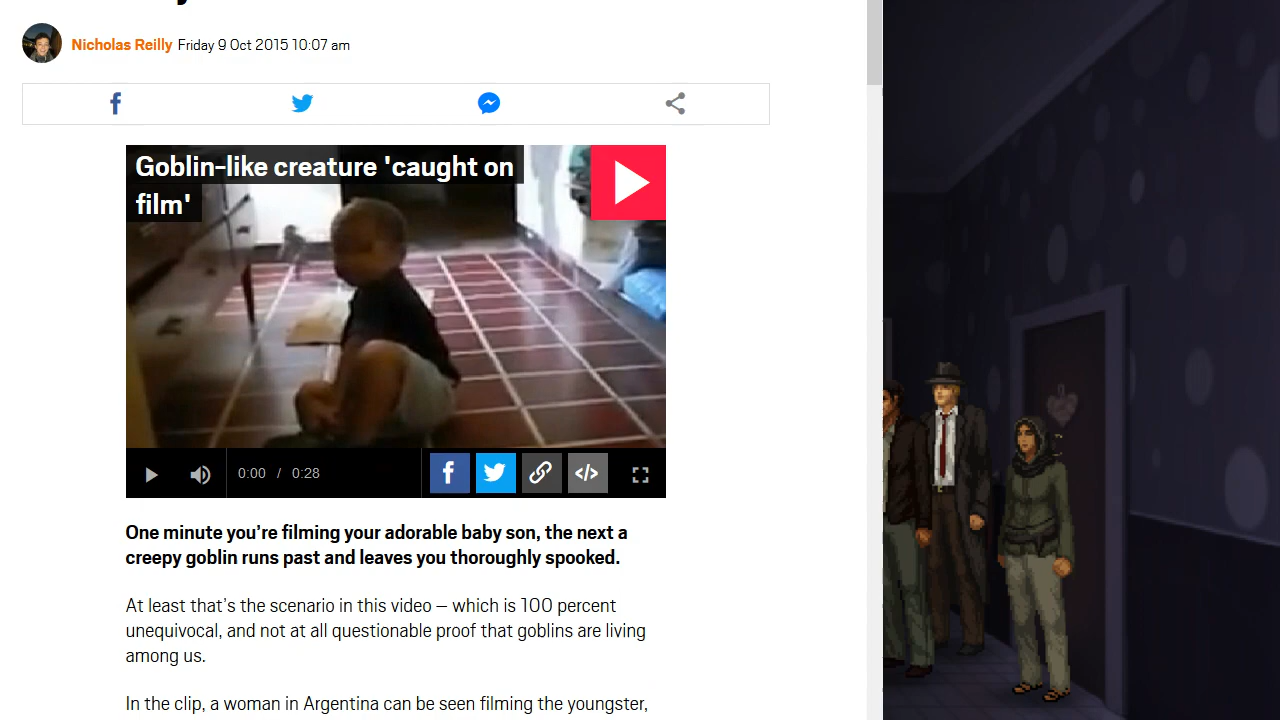 Nicholas Reilly Friday 9 Oct 2015 10:07 am
Goblin-like creature 'caught on
film'
0:00 / 0:28
One minute you’re filming your adorable baby son, the next a
creepy goblin runs past and leaves you thoroughly spooked.
At least that’s the scenario in this video – which is 100 percent
unequivocal, and not at all questionable proof that goblins are living
among us.
In the clip, a woman in Argentina can be seen filming the youngster,